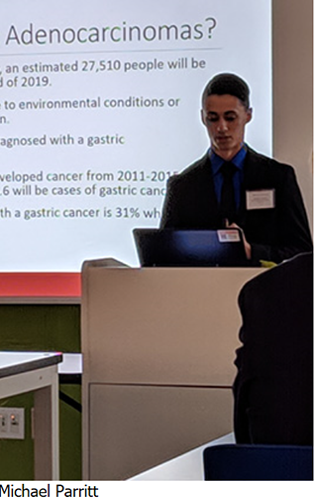 Adenocarcinomas?
, an estimated 27,510 people will be
d of 2019.
e to environmental conditions or
n.
agnosed with a gastric
veloped cancer from 2011-2015
16 will be cases of gastric canc
th a gastric cancer is 31% wh
Michael Parritt